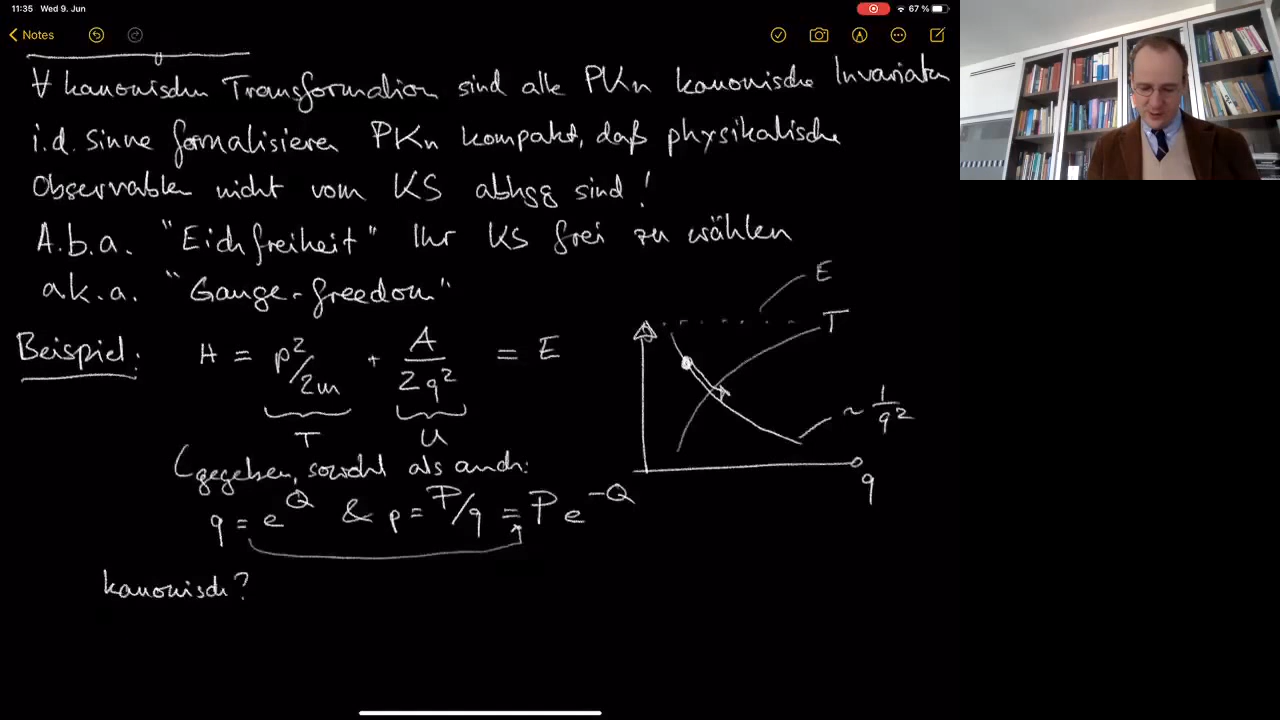 11:35 Wed 9. Jun
67 %
Notes
∀ kanonischen Transformation sind alle PKn kanonische Invarianten
i.d. Sinne formalisieren PKn kompakt, daß physikalische
Observablen nicht vom KS abhgg sind!
A.b.a. "Eichfreiheit" Ihr KS frei zu wählen
a.k.a. "Gauge-freedom"
Beispiel: H = p²/2m + A/2q² = E
T U
E
T
~ 1/q²
q
(gegeben, sowohl als auch:
q = e^Q & p = P/q = P e^-Q
kanonisch?